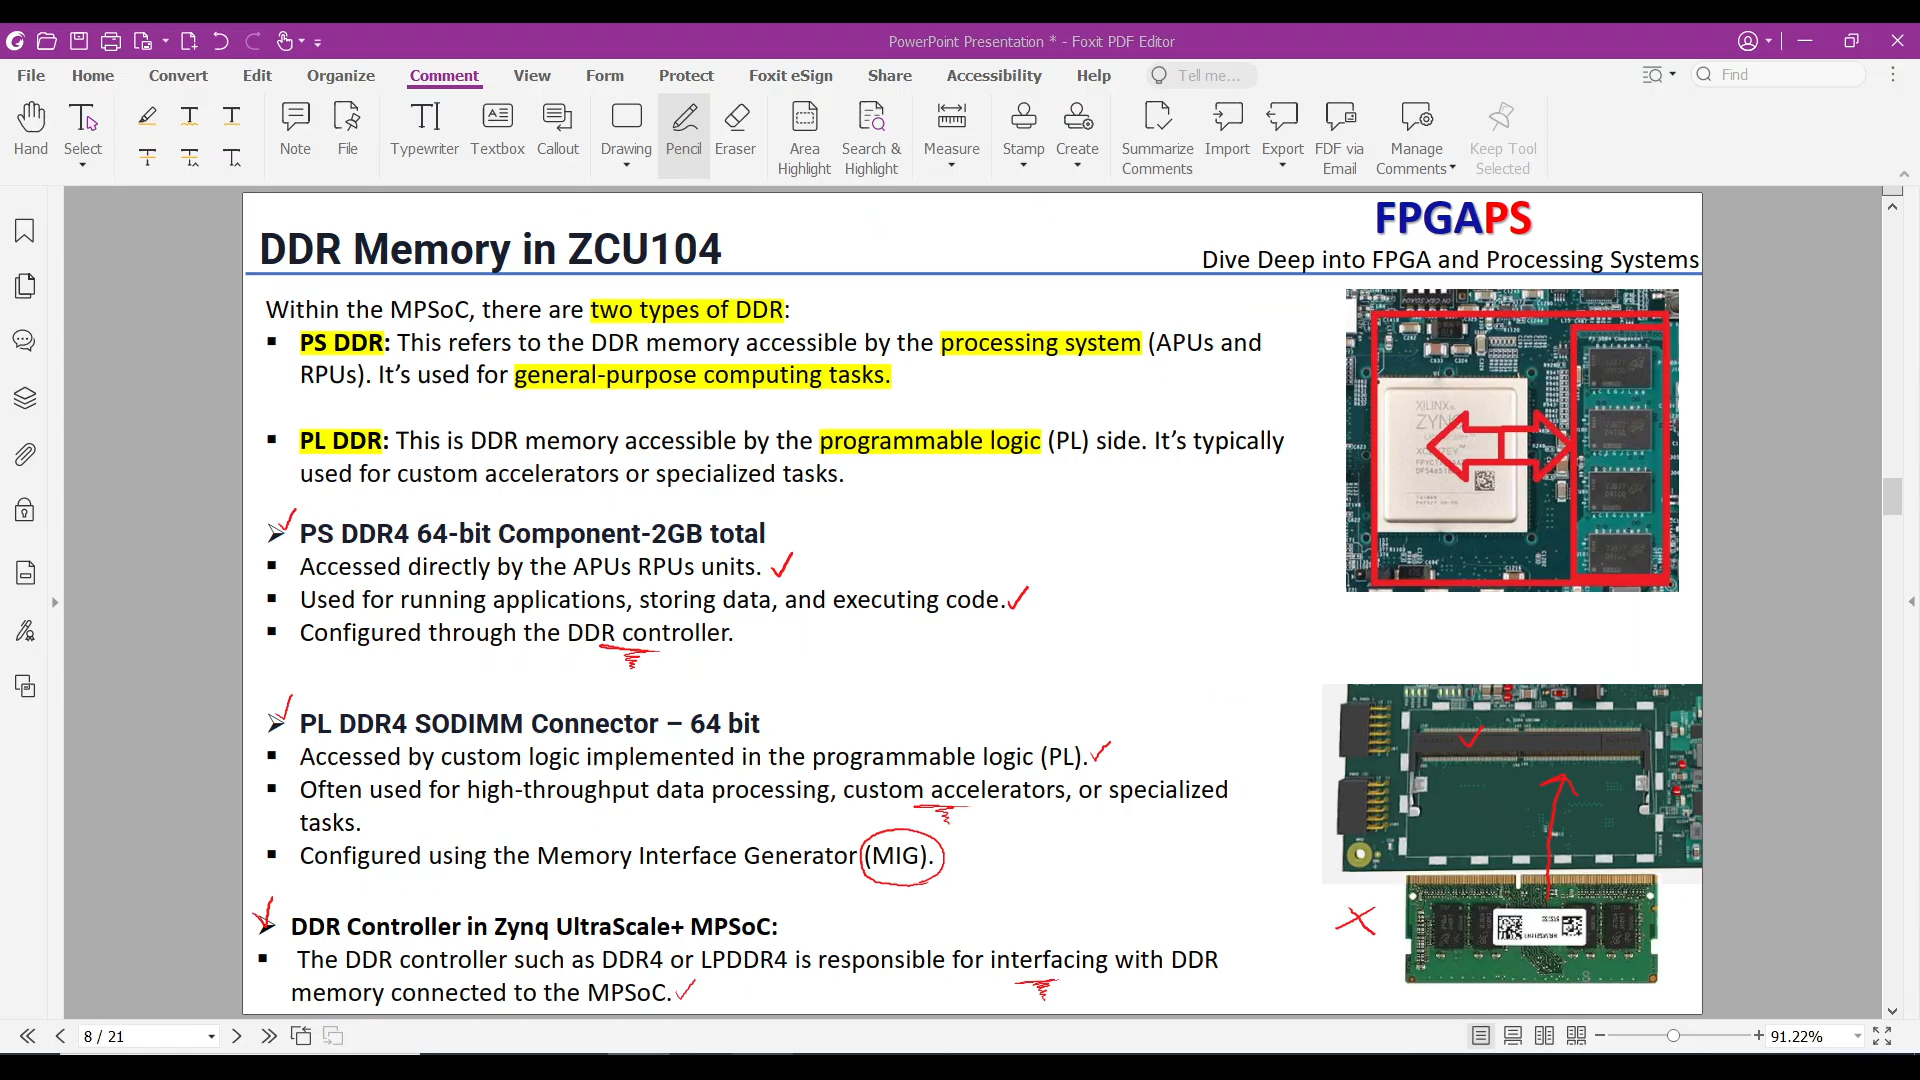 PowerPoint Presentation * - Foxit PDF Editor
File Home Convert Edit Organize Comment View Form Protect Foxit eSign Share Accessibility Help Tell me... Find
Hand Select Note File Typewriter Textbox Callout Drawing Pencil Eraser Area Highlight Search & Highlight Measure Stamp Create Summarize Comments Import Export FDF via Email Manage Comments Keep Tool Selected
FPGAPS
DDR Memory in ZCU104
Dive Deep into FPGA and Processing Systems
Within the MPSoC, there are two types of DDR:
▪ PS DDR: This refers to the DDR memory accessible by the processing system (APUs and
RPUs). It's used for general-purpose computing tasks.
▪ PL DDR: This is DDR memory accessible by the programmable logic (PL) side. It's typically
used for custom accelerators or specialized tasks.
➢ PS DDR4 64-bit Component-2GB total
▪ Accessed directly by the APUs RPUs units.
▪ Used for running applications, storing data, and executing code.
▪ Configured through the DDR controller.
➢ PL DDR4 SODIMM Connector – 64 bit
▪ Accessed by custom logic implemented in the programmable logic (PL).
▪ Often used for high-throughput data processing, custom accelerators, or specialized
tasks.
▪ Configured using the Memory Interface Generator (MIG).
➢ DDR Controller in Zynq UltraScale+ MPSoC:
▪ The DDR controller such as DDR4 or LPDDR4 is responsible for interfacing with DDR
memory connected to the MPSoC.
XILINX
8 / 21
91.22%